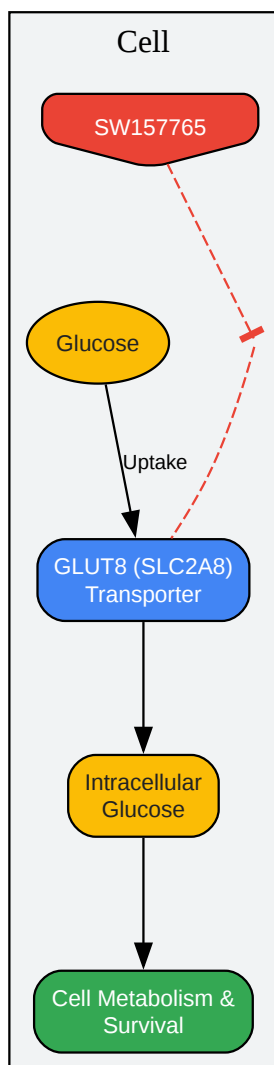 Cell
SW157765
Glucose
Uptake
GLUT8 (SLC2A8)
Transporter
Intracellular
Glucose
Cell Metabolism &
Survival